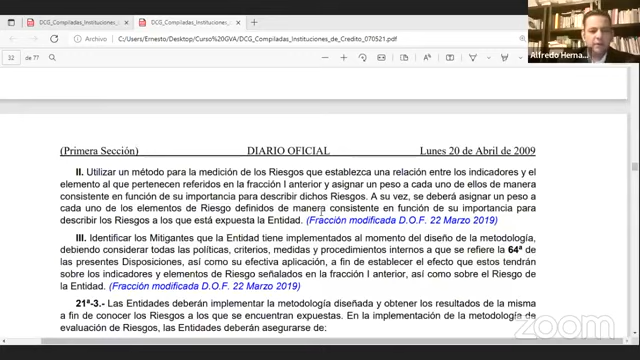 DCG_Compiladas_Instituciones_
DCG_Compiladas_Instituciones_
Archivo
C:/Users/Ernesto/Desktop/Curso%20GVA/DCG_Compiladas_Instituciones_de_Credito_070521.pdf
32 de 77
Alfredo Herna...
(Primera Sección) DIARIO OFICIAL Lunes 20 de Abril de 2009
II. Utilizar un método para la medición de los Riesgos que establezca una relación entre los indicadores y el
elemento al que pertenecen referidos en la fracción I anterior y asignar un peso a cada uno de ellos de manera
consistente en función de su importancia para describir dichos Riesgos. A su vez, se deberá asignar un peso a
cada uno de los elementos de Riesgo definidos de manera consistente en función de su importancia para
describir los Riesgos a los que está expuesta la Entidad. (Fracción modificada D.O.F. 22 Marzo 2019)
III. Identificar los Mitigantes que la Entidad tiene implementados al momento del diseño de la metodología,
debiendo considerar todas las políticas, criterios, medidas y procedimientos internos a que se refiere la 64ª
de las presentes Disposiciones, así como su efectiva aplicación, a fin de establecer el efecto que estos tendrán
sobre los indicadores y elementos de Riesgo señalados en la fracción I anterior, así como sobre el Riesgo de
la Entidad. (Fracción modificada D.O.F. 22 Marzo 2019)
21ª-3.- Las Entidades deberán implementar la metodología diseñada y obtener los resultados de la misma
a fin de conocer los Riesgos a los que se encuentran expuestas. En la implementación de la metodología de
evaluación de Riesgos, las Entidades deberán asegurarse de:
zoom